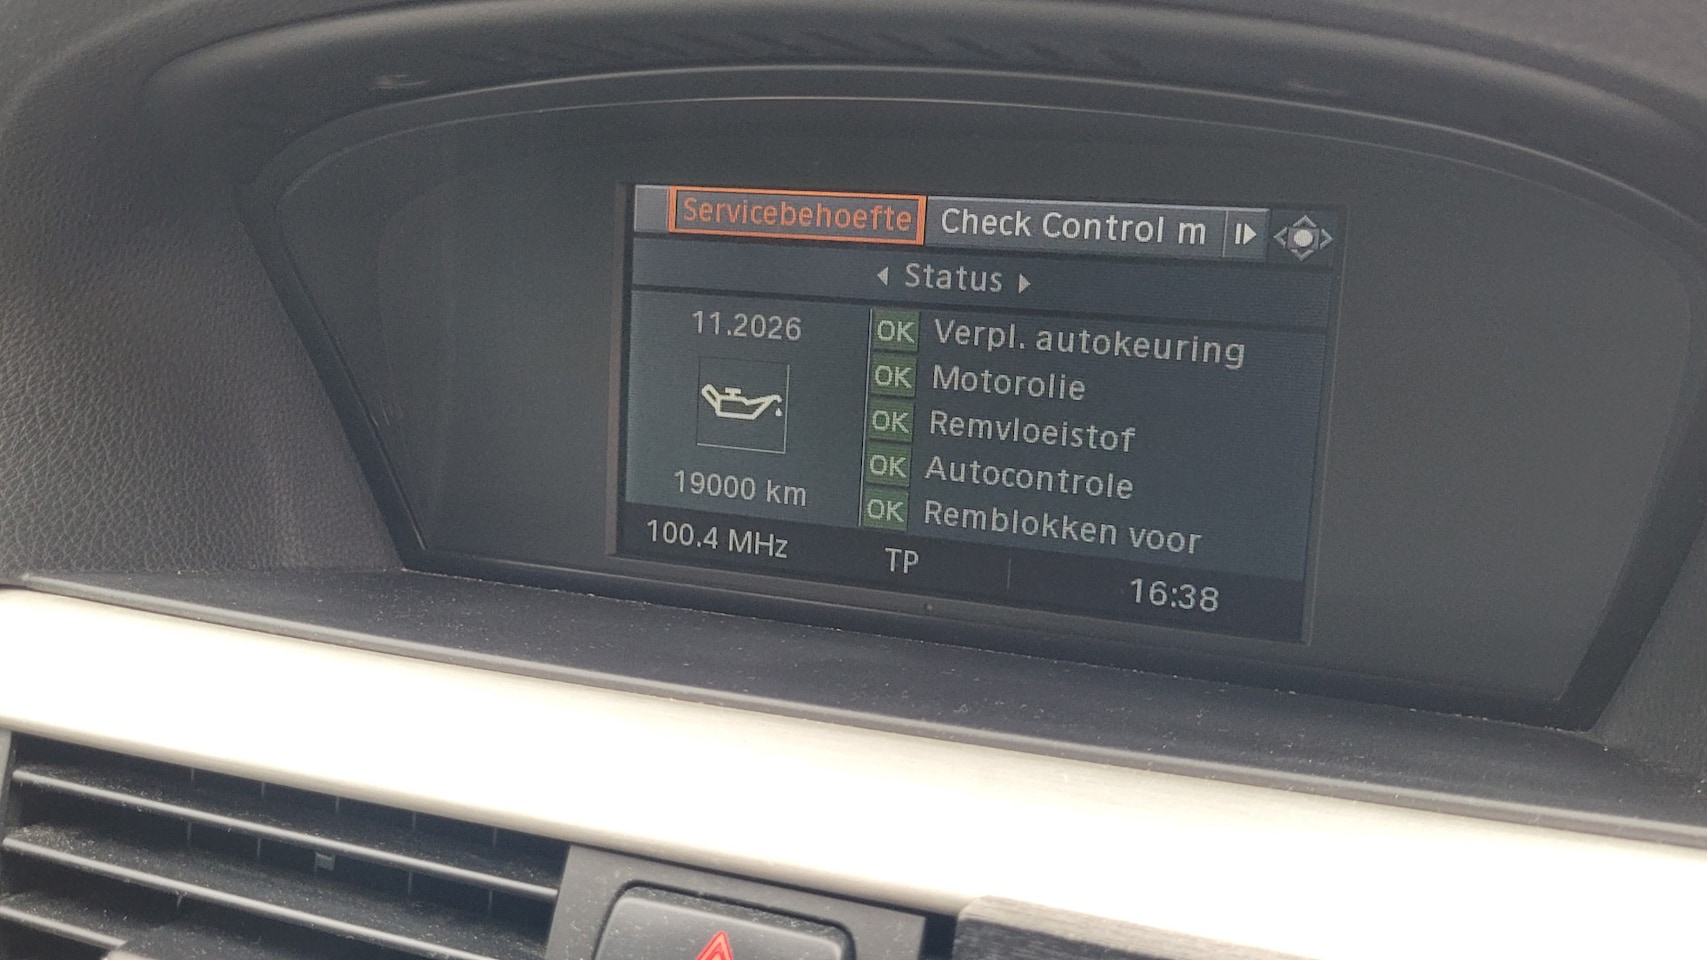 Servicebehoefte Check Control m
Status
11.2026
OK Verpl. autokeuring
OK Motorolie
OK Remvloeistof
OK Autocontrole
19000 km
OK Remblokken voor
100.4 MHz TP 16:38